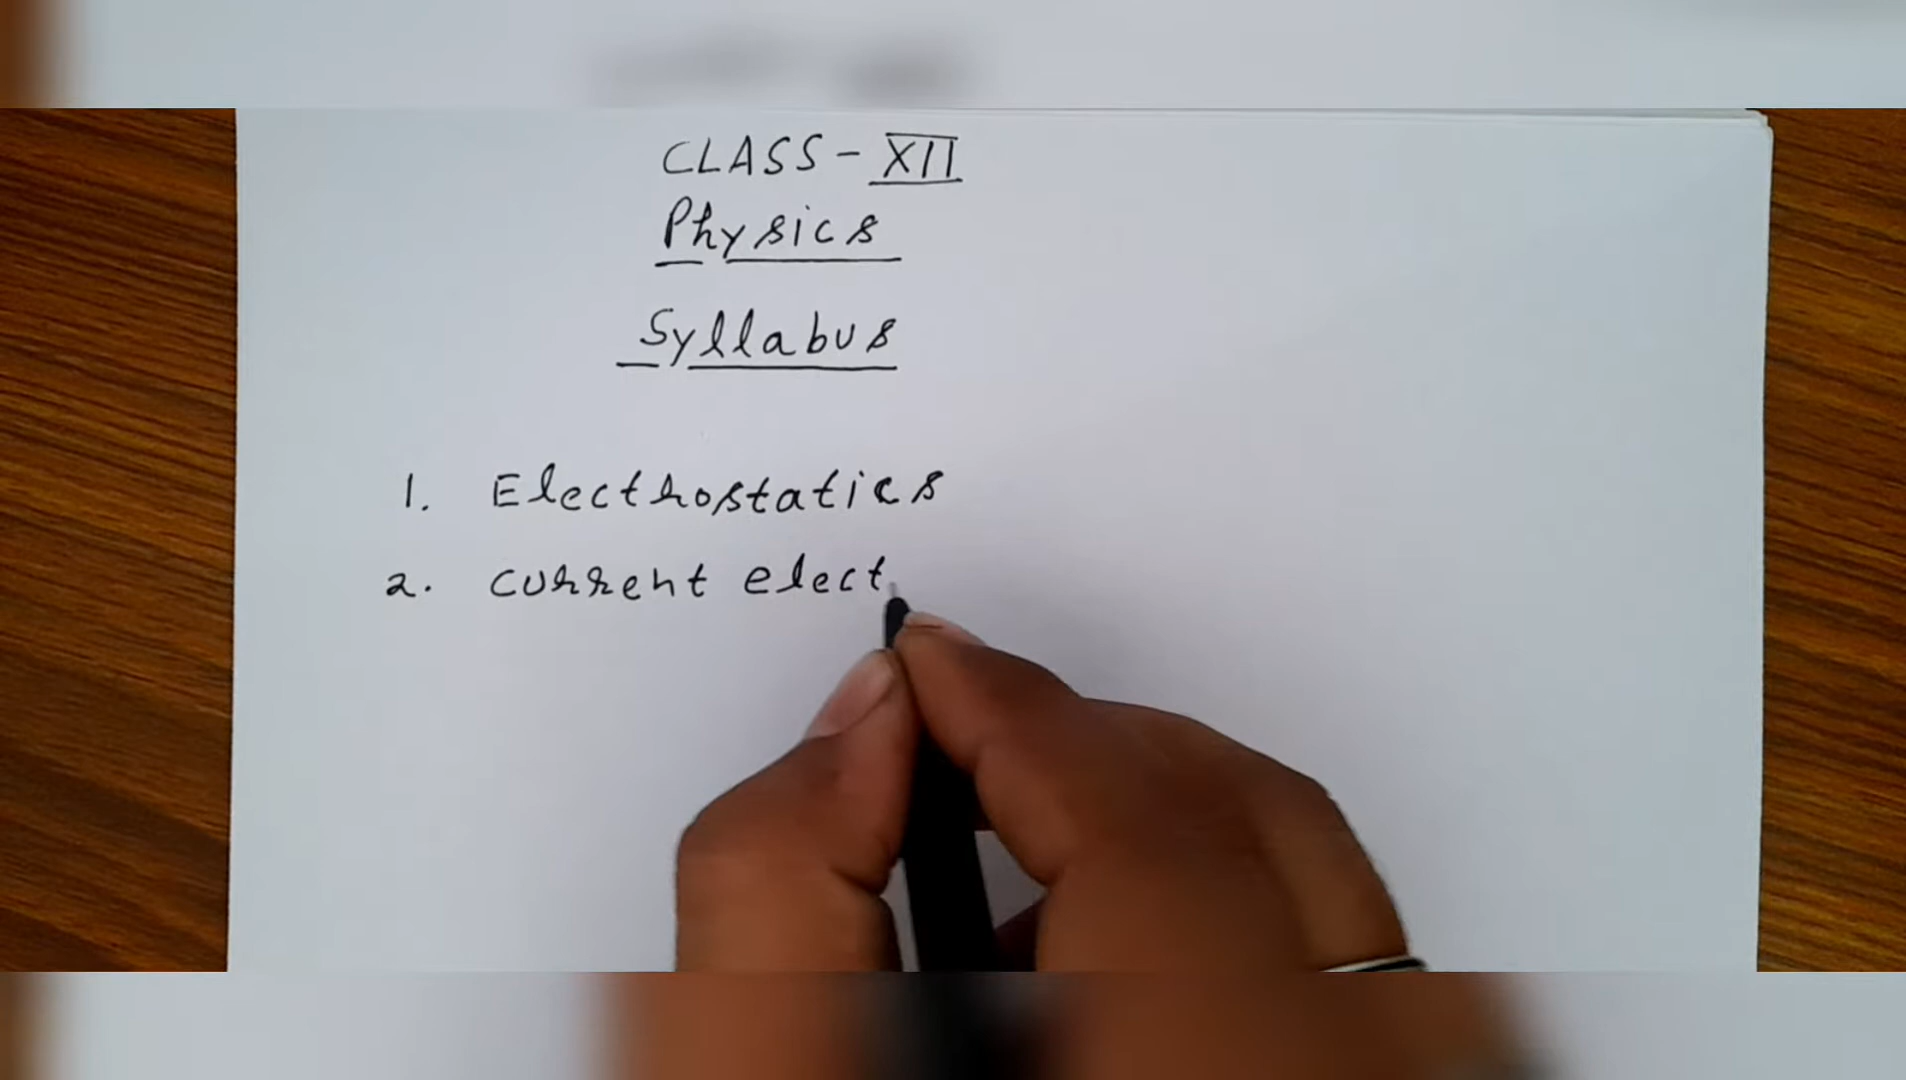 CLASS - XII
Physics
Syllabus
1. Electrostatics
2. current elect